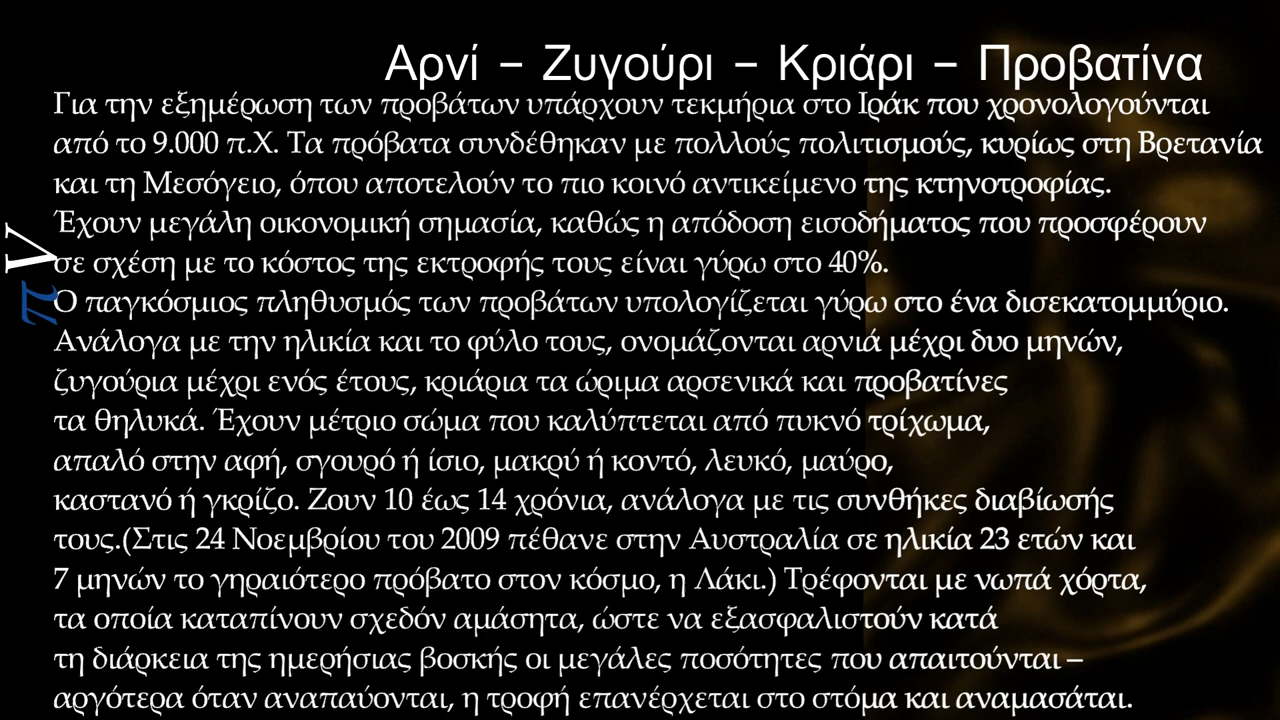 Αρνί – Ζυγούρι – Κριάρι – Προβατίνα
Για την εξημέρωση των προβάτων υπάρχουν τεκμήρια στο Ιράκ που χρονολογούνται
από το 9.000 π.Χ. Τα πρόβατα συνδέθηκαν με πολλούς πολιτισμούς, κυρίως στη Βρετανία
και τη Μεσόγειο, όπου αποτελούν το πιο κοινό αντικείμενο της κτηνοτροφίας.
Έχουν μεγάλη οικονομική σημασία, καθώς η απόδοση εισοδήματος που προσφέρουν
σε σχέση με το κόστος της εκτροφής τους είναι γύρω στο 40%.
Ο παγκόσμιος πληθυσμός των προβάτων υπολογίζεται γύρω στο ένα δισεκατομμύριο.
Ανάλογα με την ηλικία και το φύλο τους, ονομάζονται αρνιά μέχρι δυο μηνών,
ζυγούρια μέχρι ενός έτους, κριάρια τα ώριμα αρσενικά και προβατίνες
τα θηλυκά. Έχουν μέτριο σώμα που καλύπτεται από πυκνό τρίχωμα,
απαλό στην αφή, σγουρό ή ίσιο, μακρύ ή κοντό, λευκό, μαύρο,
καστανό ή γκρίζο. Ζουν 10 έως 14 χρόνια, ανάλογα με τις συνθήκες διαβίωσής
τους.(Στις 24 Νοεμβρίου του 2009 πέθανε στην Αυστραλία σε ηλικία 23 ετών και
7 μηνών το γηραιότερο πρόβατο στον κόσμο, η Λάκι.) Τρέφονται με νωπά χόρτα,
τα οποία καταπίνουν σχεδόν αμάσητα, ώστε να εξασφαλιστούν κατά
τη διάρκεια της ημερήσιας βοσκής οι μεγάλες ποσότητες που απαιτούνται –
αργότερα όταν αναπαύονται, η τροφή επανέρχεται στο στόμα και αναμασάται.
π V